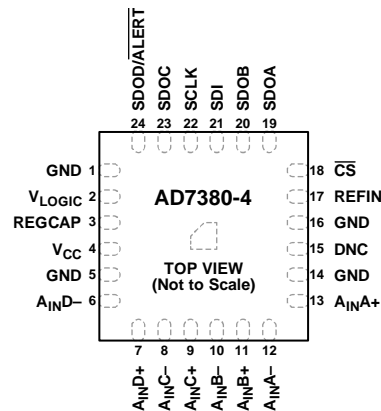 SDOD/ALERT
SDOC
SCLK
SDI
SDOB
SDOA
24 23 22 21 20 19
GND 1
VLOGIC 2
REGCAP 3
VCC 4
GND 5
AIND– 6
18 CS
17 REFIN
16 GND
15 DNC
14 GND
13 AINA+
AD7380-4
TOP VIEW
(Not to Scale)
7 8 9 10 11 12
AIND+
AINC–
AINC+
AINB–
AINB+
AINA–